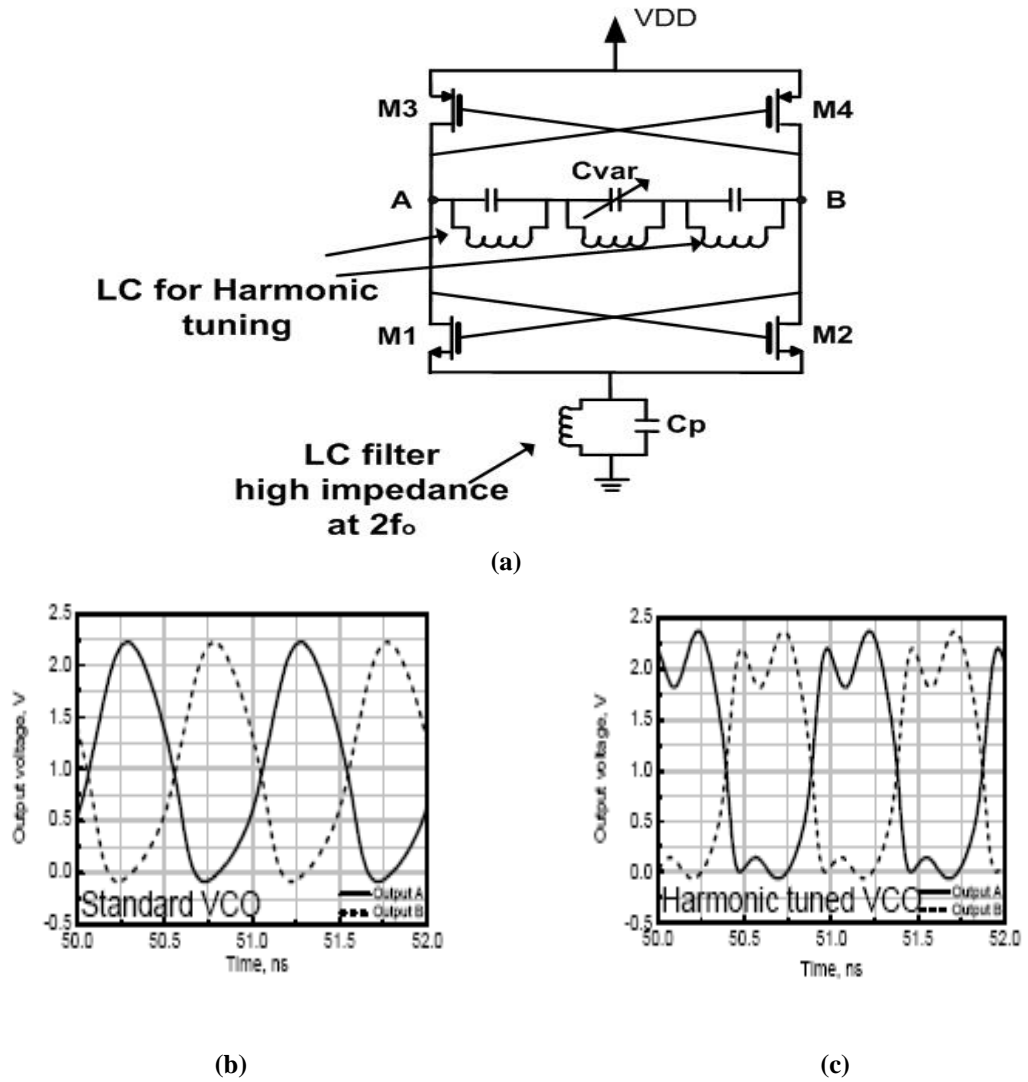 VDD
M3
M4
Cvar
A
B
LC for Harmonic
tuning
M1
M2
Cp
LC filter
high impedance
at 2fo
(a)
2.5
2.0
1.5
1.0
0.5
0.0
-0.5
Output voltage, V
Standard VCO
Output A
Output B
50.0 50.5 51.0 51.5 52.0
Time, ns
2.5
2.0
1.5
1.0
0.5
0.0
-0.5
Output voltage, V
Harmonic tuned VCO
Output A
Output B
50.0 50.5 51.0 51.5 52.0
Time, ns
(b)
(c)